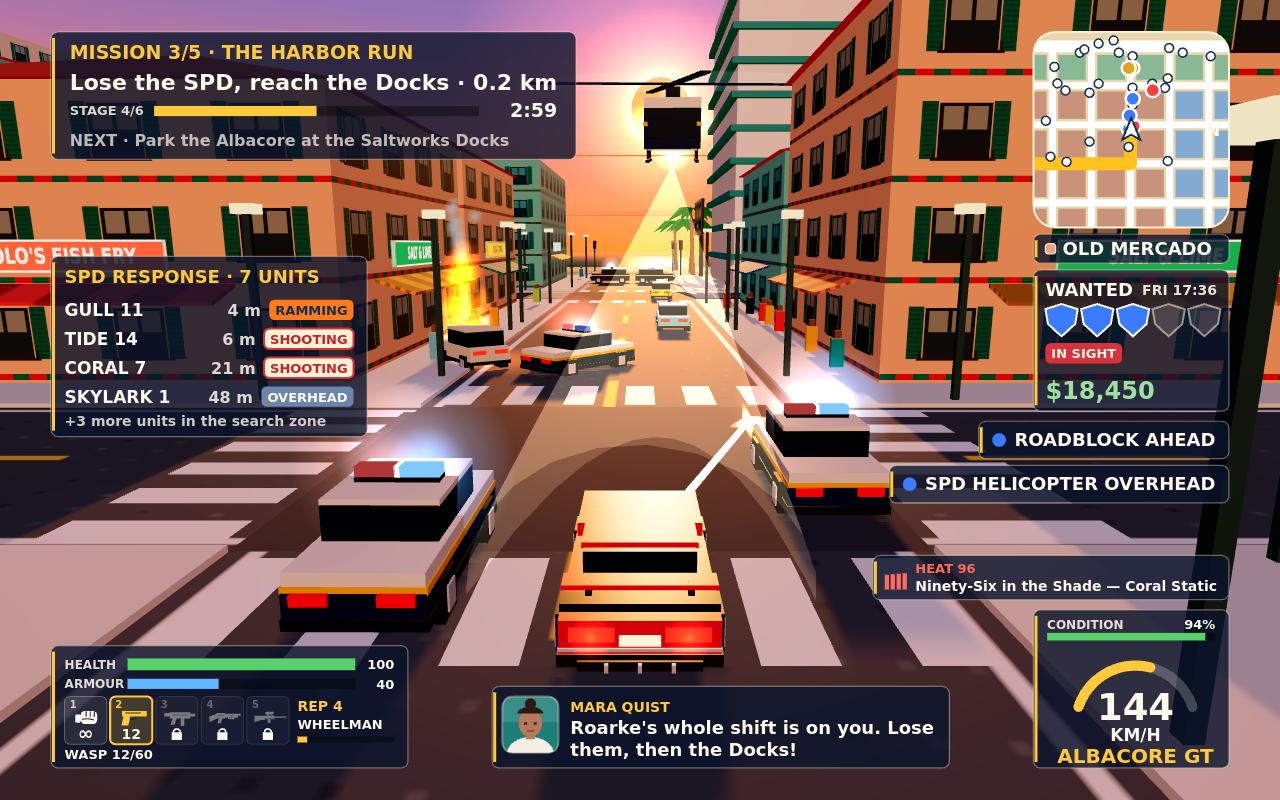 MISSION 3/5 · THE HARBOR RUN
Lose the SPD, reach the Docks · 0.2 km
STAGE 4/6 2:59
NEXT · Park the Albacore at the Saltworks Docks
OLO'S FISH FRY
SALT & LIME
SPD RESPONSE · 7 UNITS
GULL 11 4 m RAMMING
TIDE 14 6 m SHOOTING
CORAL 7 21 m SHOOTING
SKYLARK 1 48 m OVERHEAD
+3 more units in the search zone
OLD MERCADO
WANTED FRI 17:36
IN SIGHT
$18,450
ROADBLOCK AHEAD
SPD HELICOPTER OVERHEAD
HEAT 96
Ninety-Six in the Shade — Coral Static
HEALTH 100
ARMOUR 40
1 2 3 4 5
∞ 12
REP 4
WHEELMAN
WASP 12/60
MARA QUIST
Roarke's whole shift is on you. Lose
them, then the Docks!
CONDITION 94%
144
KM/H
ALBACORE GT